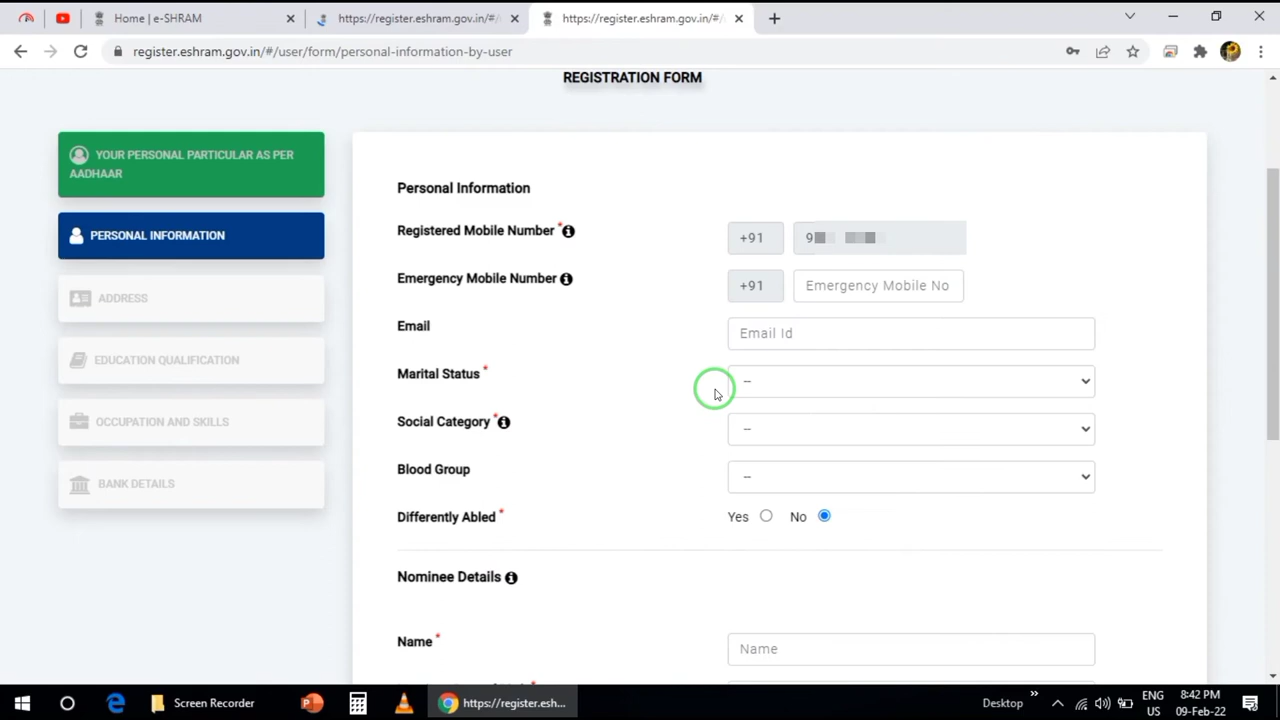 Home | e-SHRAM
https://register.eshram.gov.in/#/
https://register.eshram.gov.in/#/
register.eshram.gov.in/#/user/form/personal-information-by-user
REGISTRATION FORM
YOUR PERSONAL PARTICULAR AS PER
AADHAAR
PERSONAL INFORMATION
ADDRESS
EDUCATION QUALIFICATION
OCCUPATION AND SKILLS
BANK DETAILS
Personal Information
Registered Mobile Number * +91 9
Emergency Mobile Number +91 Emergency Mobile No
Email Email Id
Marital Status * --
Social Category * --
Blood Group --
Differently Abled * Yes No
Nominee Details
Name * Name
Screen Recorder
https://register.esh...
Desktop
ENG
US
8:42 PM
09-Feb-22